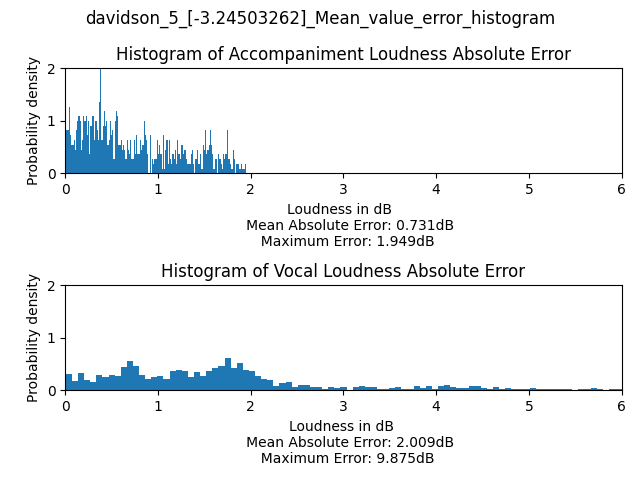 davidson_5_[-3.24503262]_Mean_value_error_histogram
Histogram of Accompaniment Loudness Absolute Error
Probability density
2
1
0
0 1 2 3 4 5 6
Loudness in dB
Mean Absolute Error: 0.731dB
Maximum Error: 1.949dB
Histogram of Vocal Loudness Absolute Error
Probability density
2
1
0
0 1 2 3 4 5 6
Loudness in dB
Mean Absolute Error: 2.009dB
Maximum Error: 9.875dB